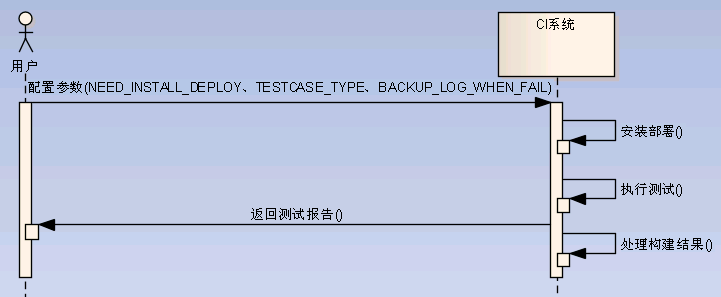 用户
CI系统
配置参数(NEED_INSTALL_DEPLOY、TESTCASE_TYPE、BACKUP_LOG_WHEN_FAIL)
安装部署()
执行测试()
返回测试报告()
处理构建结果()